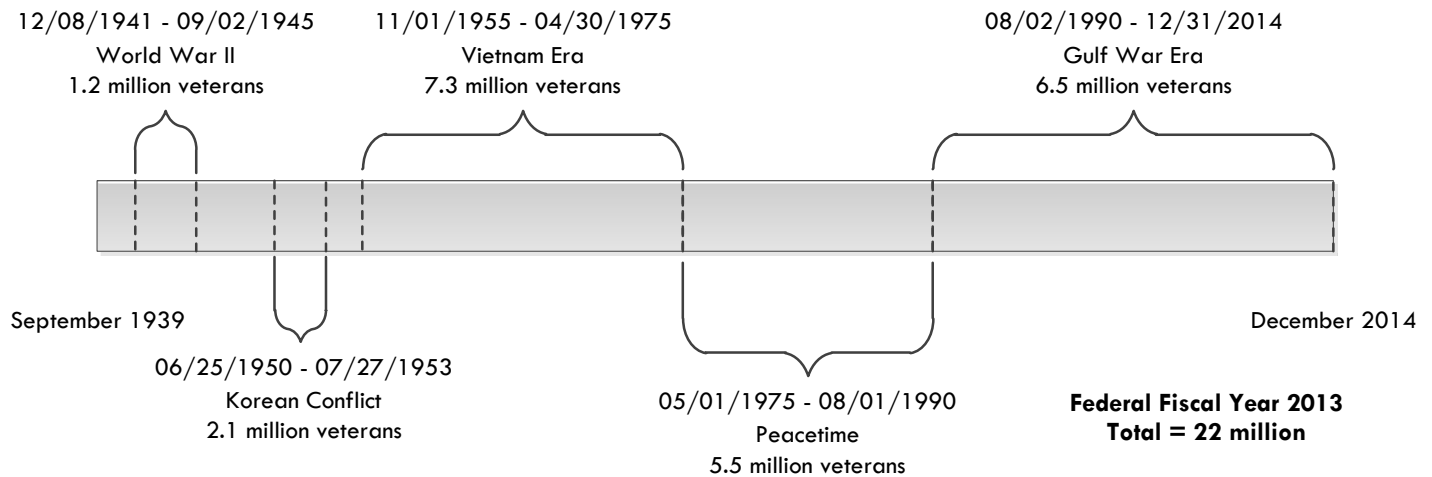 12/08/1941 - 09/02/1945
World War II
1.2 million veterans
11/01/1955 - 04/30/1975
Vietnam Era
7.3 million veterans
08/02/1990 - 12/31/2014
Gulf War Era
6.5 million veterans
September 1939
December 2014
06/25/1950 - 07/27/1953
Korean Conflict
2.1 million veterans
05/01/1975 - 08/01/1990
Peacetime
5.5 million veterans
Federal Fiscal Year 2013
Total = 22 million